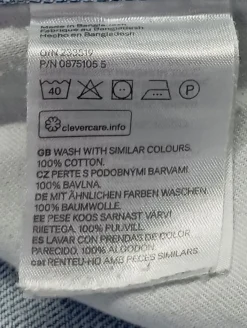 Made in Bangladesh
Fabriqué au Bangladesh
Hecho en Bangladesh
O/N 233519
P/N 0875105 5
40
P
clevercare.info
GB WASH WITH SIMILAR COLOURS.
100% COTTON.
CZ PERTE S PODOBNÝMI BARVAMI
100% BAVLNA.
DE MIT ÄHNLICHEN FARBEN WASCHEN.
100% BAUMWOLLE.
EE PESE KOOS SARNAST VÄRVI
RIIETEGA. 100% PUUVILL.
ES LAVAR CON PRENDAS DE COLOR
PARECIDO. 100% ALGODÓN.
cat RENTEU-HO AMB PECES SIMILARS.